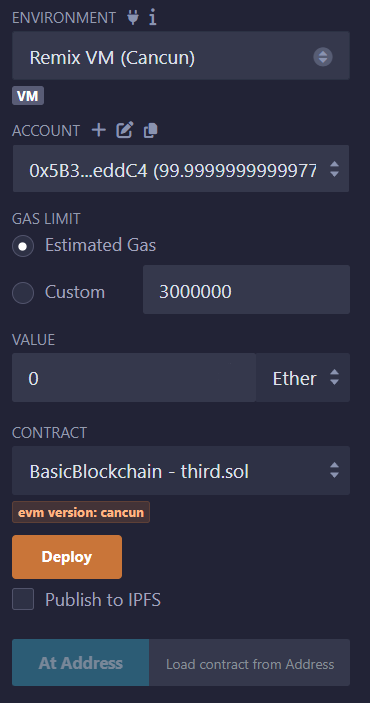 ENVIRONMENT
Remix VM (Cancun)
VM
ACCOUNT
0x5B3...eddC4 (99.9999999999977
GAS LIMIT
Estimated Gas
Custom 3000000
VALUE
0 Ether
CONTRACT
BasicBlockchain - third.sol
evm version: cancun
Deploy
Publish to IPFS
At Address Load contract from Address